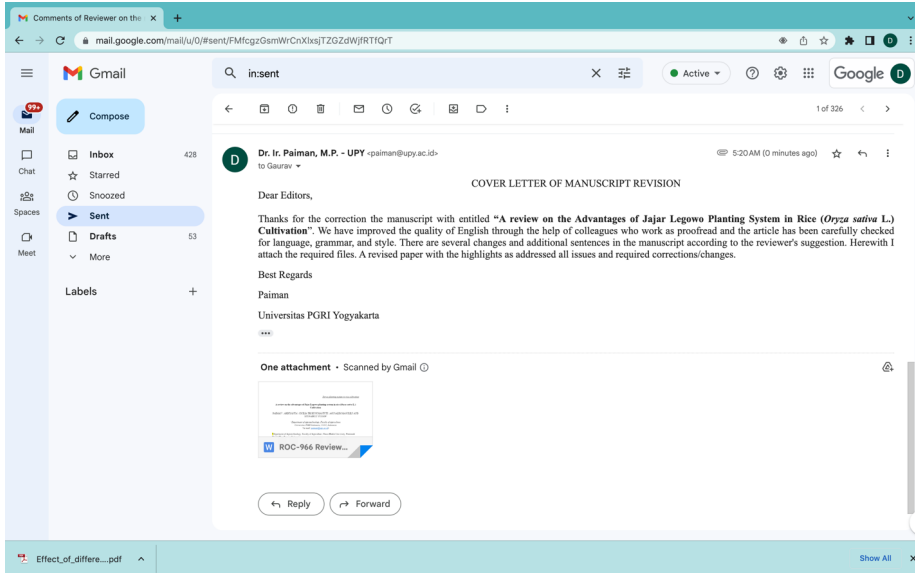 Comments of Reviewer on the
mail.google.com/mail/u/0/#sent/FMfcgzGsmWrCnXlxsjTZGZdWjfRTfQrT
D
Gmail
in:sent
Active
Google
D
99+
Mail
Compose
1 of 326
Chat
Inbox 428
Starred
Spaces
Snoozed
Sent
Meet
Drafts 53
More
Labels
D
Dr. Ir. Paiman, M.P. - UPY <paiman@upy.ac.id>
5:20 AM (0 minutes ago)
to Gaurav
COVER LETTER OF MANUSCRIPT REVISION
Dear Editors,
Thanks for the correction the manuscript with entitled “A review on the Advantages of Jajar Legowo Planting System in Rice (Oryza sativa L.)
Cultivation”. We have improved the quality of English through the help of colleagues who work as proofread and the article has been carefully checked
for language, grammar, and style. There are several changes and additional sentences in the manuscript according to the reviewer's suggestion. Herewith I
attach the required files. A revised paper with the highlights as addressed all issues and required corrections/changes.
Best Regards
Paiman
Universitas PGRI Yogyakarta
One attachment • Scanned by Gmail
W ROC-966 Review...
Reply
Forward
Effect_of_differe....pdf
Show All